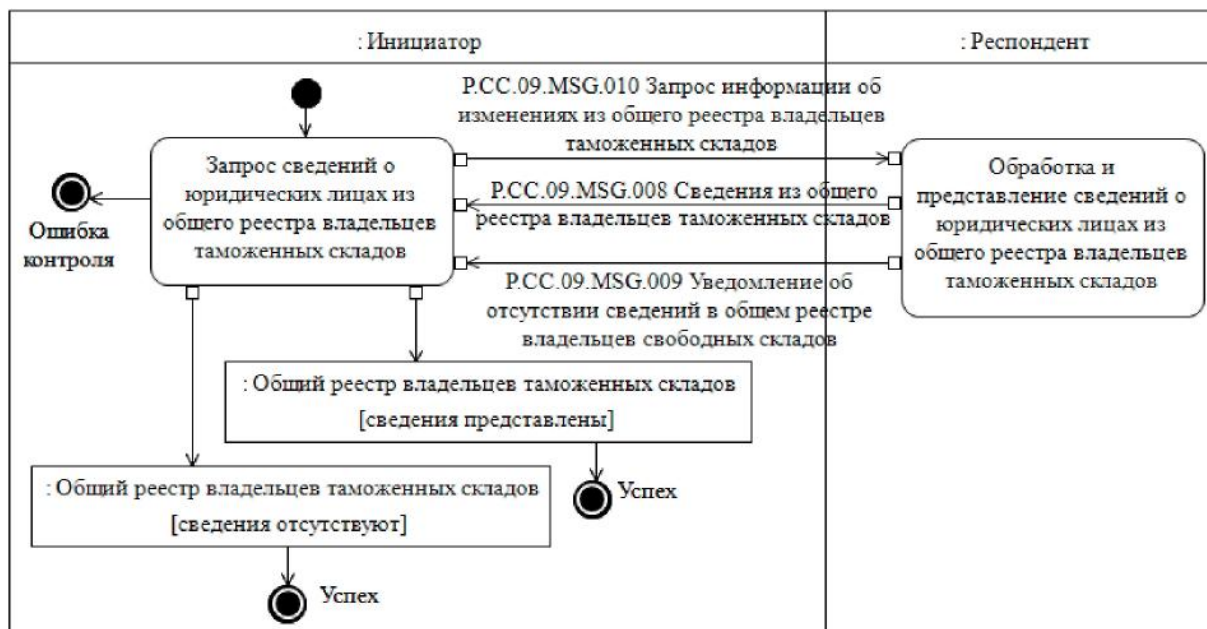 : Инициатор
: Респондент
P.CC.09.MSG.010 Запрос информации об
изменениях из общего реестра владельцев
таможенных складов
Запрос сведений о
юридических лицах из
общего реестра владельцев
таможенных складов
P.CC.09.MSG.008 Сведения из общего
реестра владельцев таможенных складов
Обработка и
представление сведений о
юридических лицах из
общего реестра владельцев
таможенных складов
Ошибка
контроля
P.CC.09.MSG.009 Уведомление об
отсутствии сведений в общем реестре
владельцев свободных складов
: Общий реестр владельцев таможенных складов
[сведения представлены]
Успех
: Общий реестр владельцев таможенных складов
[сведения отсутствуют]
Успех